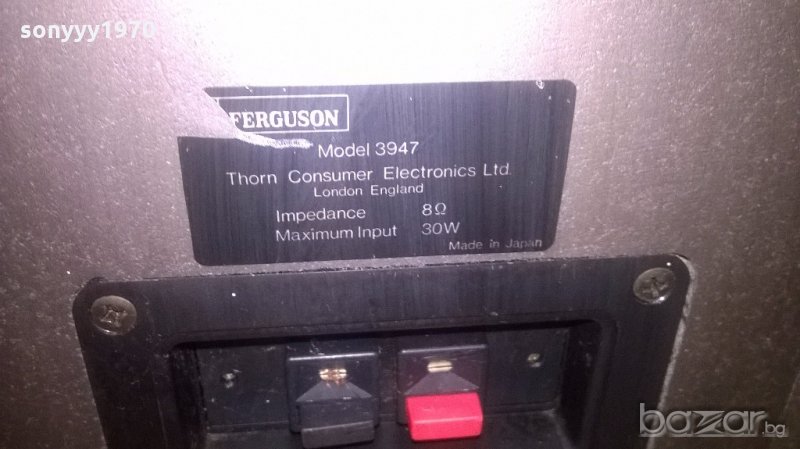 sonyyy1970
FERGUSON
Model 3947
Thorn Consumer Electronics Ltd.
London England
Impedance 8Ω
Maximum Input 30W
Made in Japan
bazar.bg